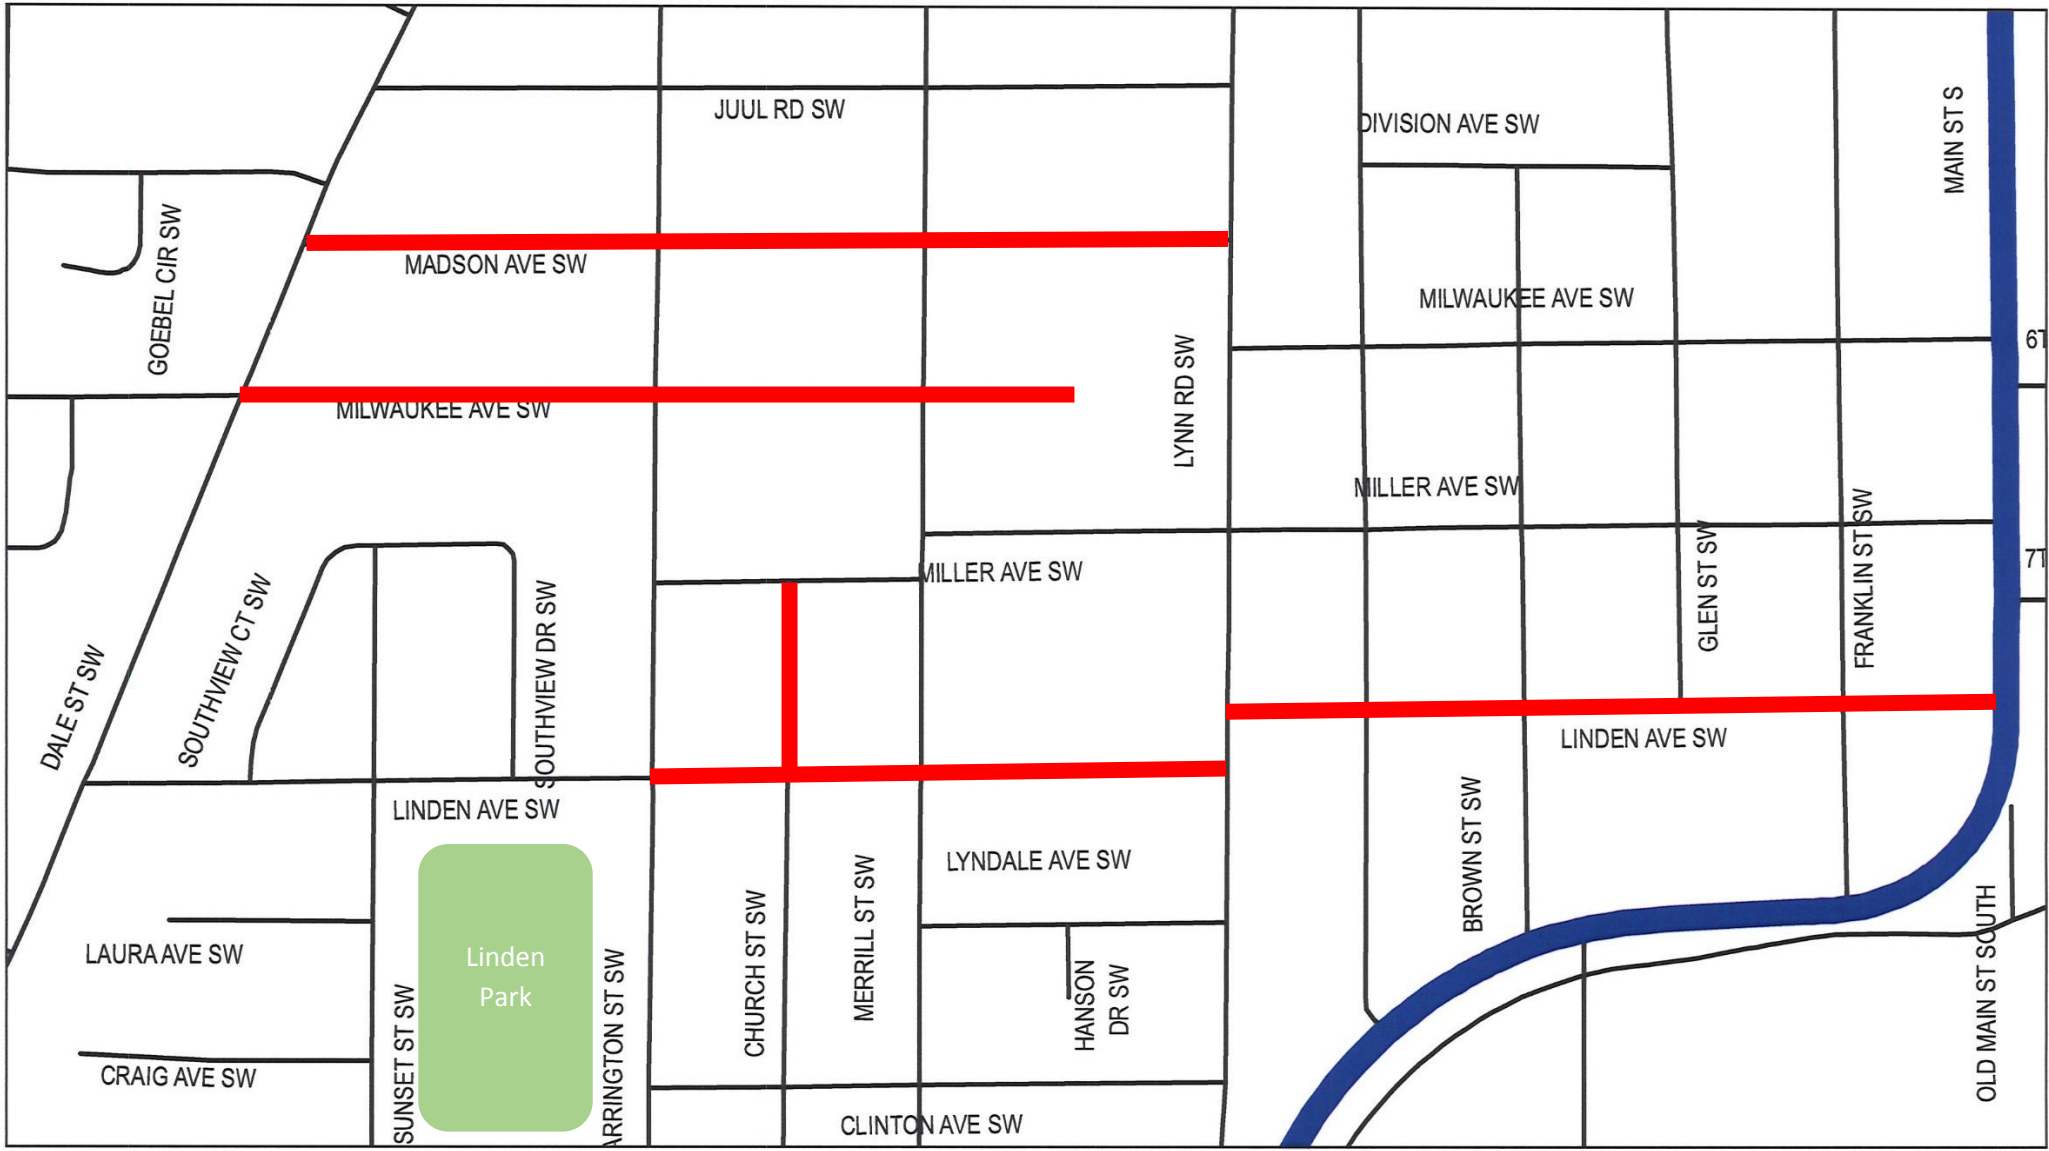 JUUL RD SW
DIVISION AVE SW
MAIN ST S
GOEBEL CIR SW
MADSON AVE SW
MILWAUKEE AVE SW
6T
LYNN RD SW
MILWAUKEE AVE SW
MILLER AVE SW
MILLER AVE SW
7T
GLEN ST SW
FRANKLIN ST SW
SOUTHVIEW CT SW
SOUTHVIEW DR SW
DALE ST SW
LINDEN AVE SW
LINDEN AVE SW
BROWN ST SW
LYNDALE AVE SW
LAURA AVE SW
Linden
Park
CHURCH ST SW
MERRILL ST SW
HANSON
DR SW
OLD MAIN ST SOUTH
SUNSET ST SW
ARRINGTON ST SW
CRAIG AVE SW
CLINTON AVE SW